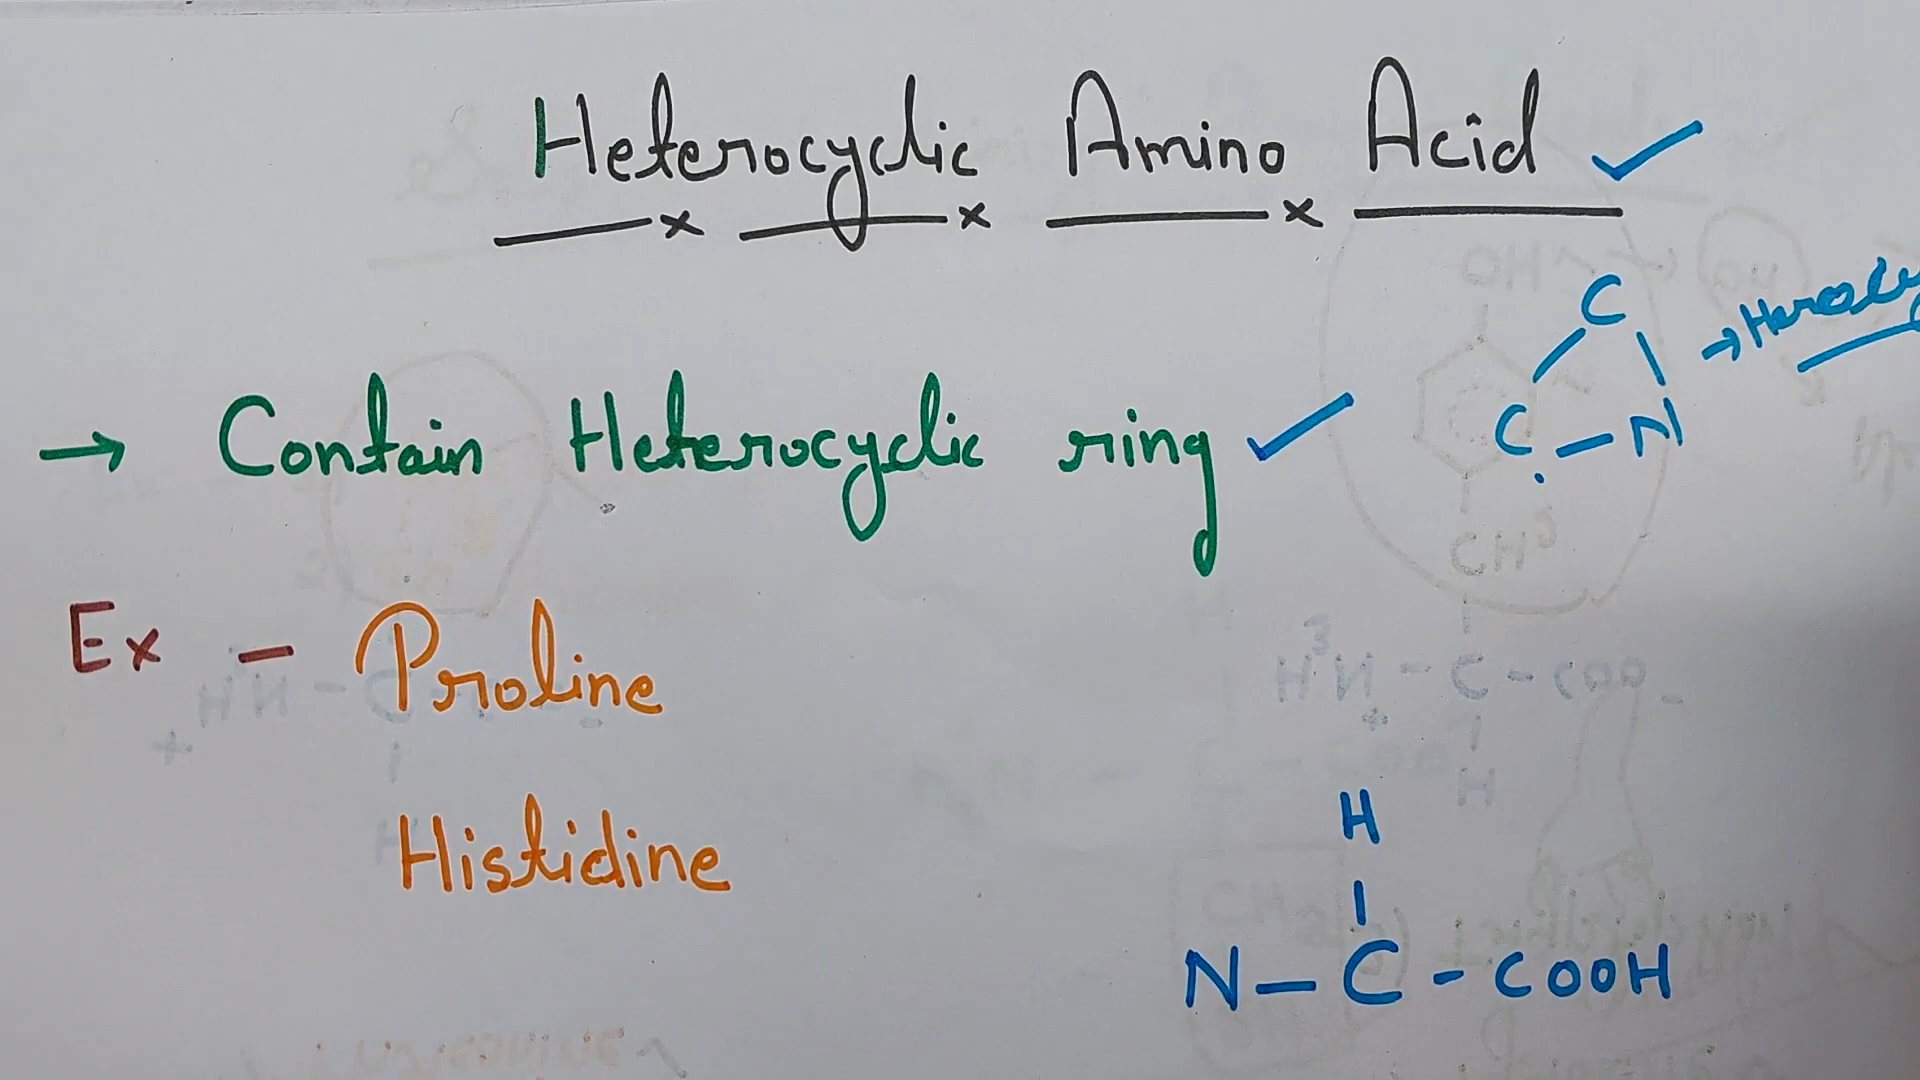 Heterocyclic Amino Acid
→ Contain Heterocyclic ring
C
C - N
Ex - Proline
Histidine
H
N - C - COOH